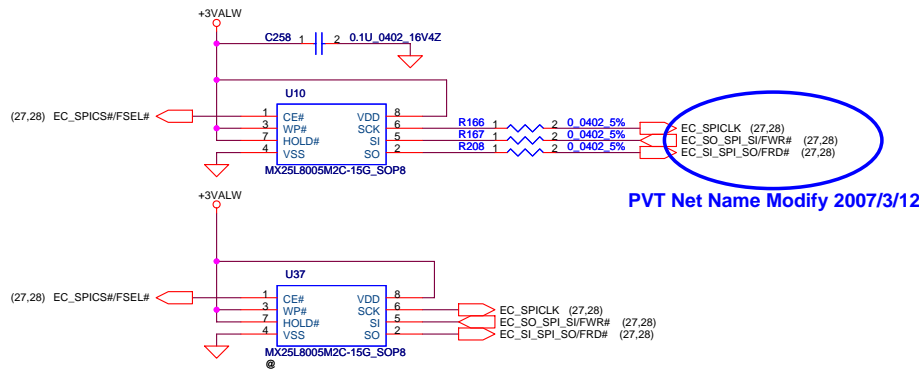 +3VALW
C258 1 2 0.1U_0402_16V4Z
U10
(27,28) EC_SPICS#/FSEL# 1 CE# VDD 8
3 WP# SCK 6 R166 1 2 0_0402_5% EC_SPICLK (27,28)
7 HOLD# SI 5 R167 1 2 0_0402_5% EC_SO_SPI_SI/FWR# (27,28)
4 VSS SO 2 R208 1 2 0_0402_5% EC_SI_SPI_SO/FRD# (27,28)
MX25L8005M2C-15G_SOP8
PVT Net Name Modify 2007/3/12
+3VALW
U37
(27,28) EC_SPICS#/FSEL# 1 CE# VDD 8
3 WP# SCK 6 EC_SPICLK (27,28)
7 HOLD# SI 5 EC_SO_SPI_SI/FWR# (27,28)
4 VSS SO 2 EC_SI_SPI_SO/FRD# (27,28)
MX25L8005M2C-15G_SOP8
@